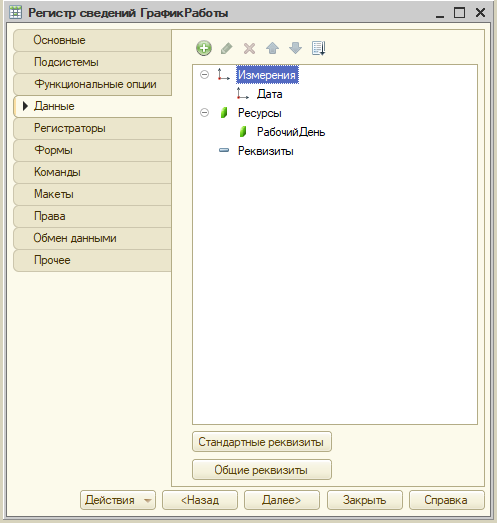 Регистр сведений ГрафикРаботы
Основные
Подсистемы
Функциональные опции
Данные
Регистраторы
Формы
Команды
Макеты
Права
Обмен данными
Прочее
Измерения
Дата
Ресурсы
РабочийДень
Реквизиты
Стандартные реквизиты
Общие реквизиты
Действия
<Назад
Далее>
Закрыть
Справка